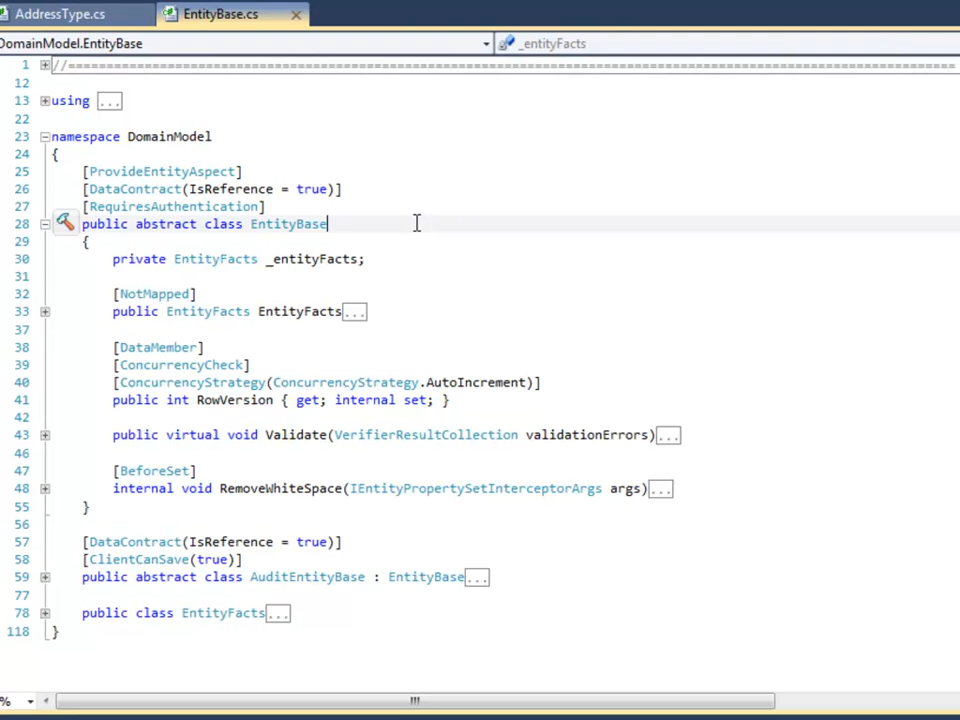 AddressType.cs EntityBase.cs
DomainModel.EntityBase _entityFacts
1 //==================================================================================================================
12
13 using ...
22
23 namespace DomainModel
24 {
25 [ProvideEntityAspect]
26 [DataContract(IsReference = true)]
27 [RequiresAuthentication]
28 public abstract class EntityBase
29 {
30 private EntityFacts _entityFacts;
31
32 [NotMapped]
33 public EntityFacts EntityFacts...
37
38 [DataMember]
39 [ConcurrencyCheck]
40 [ConcurrencyStrategy(ConcurrencyStrategy.AutoIncrement)]
41 public int RowVersion { get; internal set; }
42
43 public virtual void Validate(VerifierResultCollection validationErrors)...
46
47 [BeforeSet]
48 internal void RemoveWhiteSpace(IEntityPropertySetInterceptorArgs args)...
55 }
56
57 [DataContract(IsReference = true)]
58 [ClientCanSave(true)]
59 public abstract class AuditEntityBase : EntityBase...
77
78 public class EntityFacts...
118 }
%